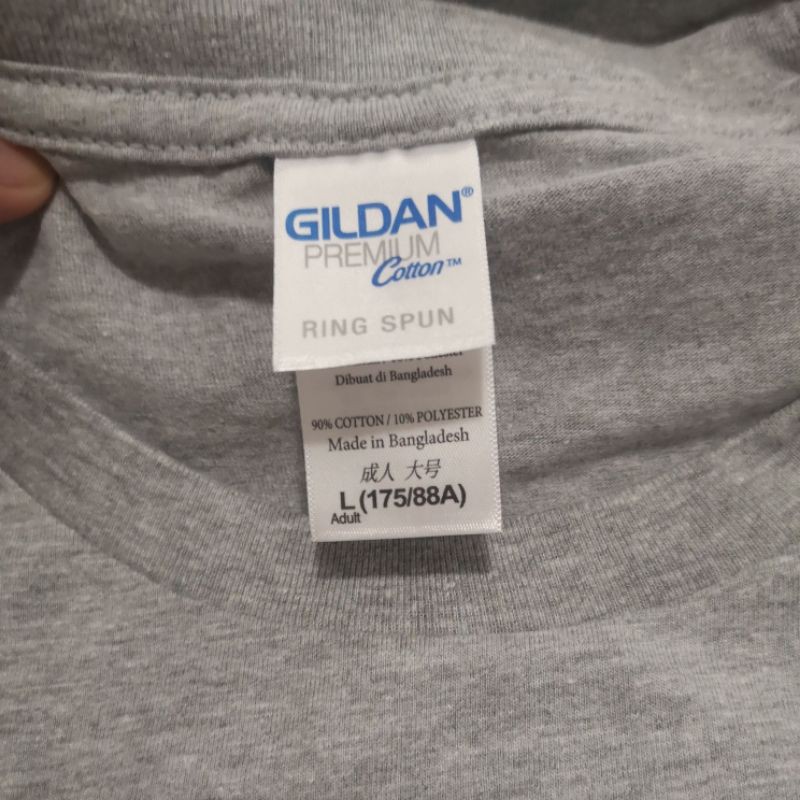 GILDAN®
PREMIUM
Cotton™
RING SPUN
Dibuat di Bangladesh
90% COTTON / 10% POLYESTER
Made in Bangladesh
成人 大号
L (175/88A)
Adult